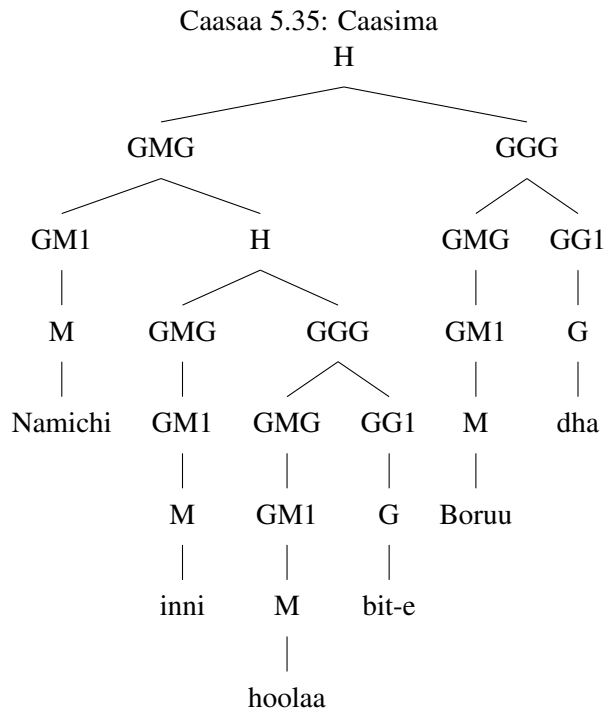 Caasaa 5.35: Caasima
H
GMG GGG
GM1 H GMG GG1
M GMG GGG GM1 G
Namichi GM1 GMG GG1 M dha
M GM1 G Boruu
inni M bit-e
hoolaa